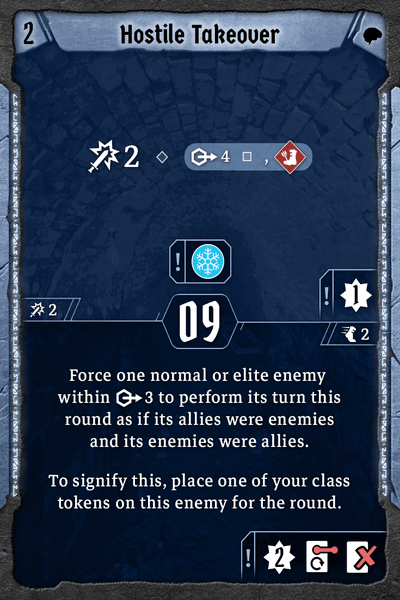 2 Hostile Takeover
2 4 ,
!
! 1
2
09
2
Force one normal or elite enemy
within 3 to perform its turn this
round as if its allies were enemies
and its enemies were allies.
To signify this, place one of your class
tokens on this enemy for the round.
! 2